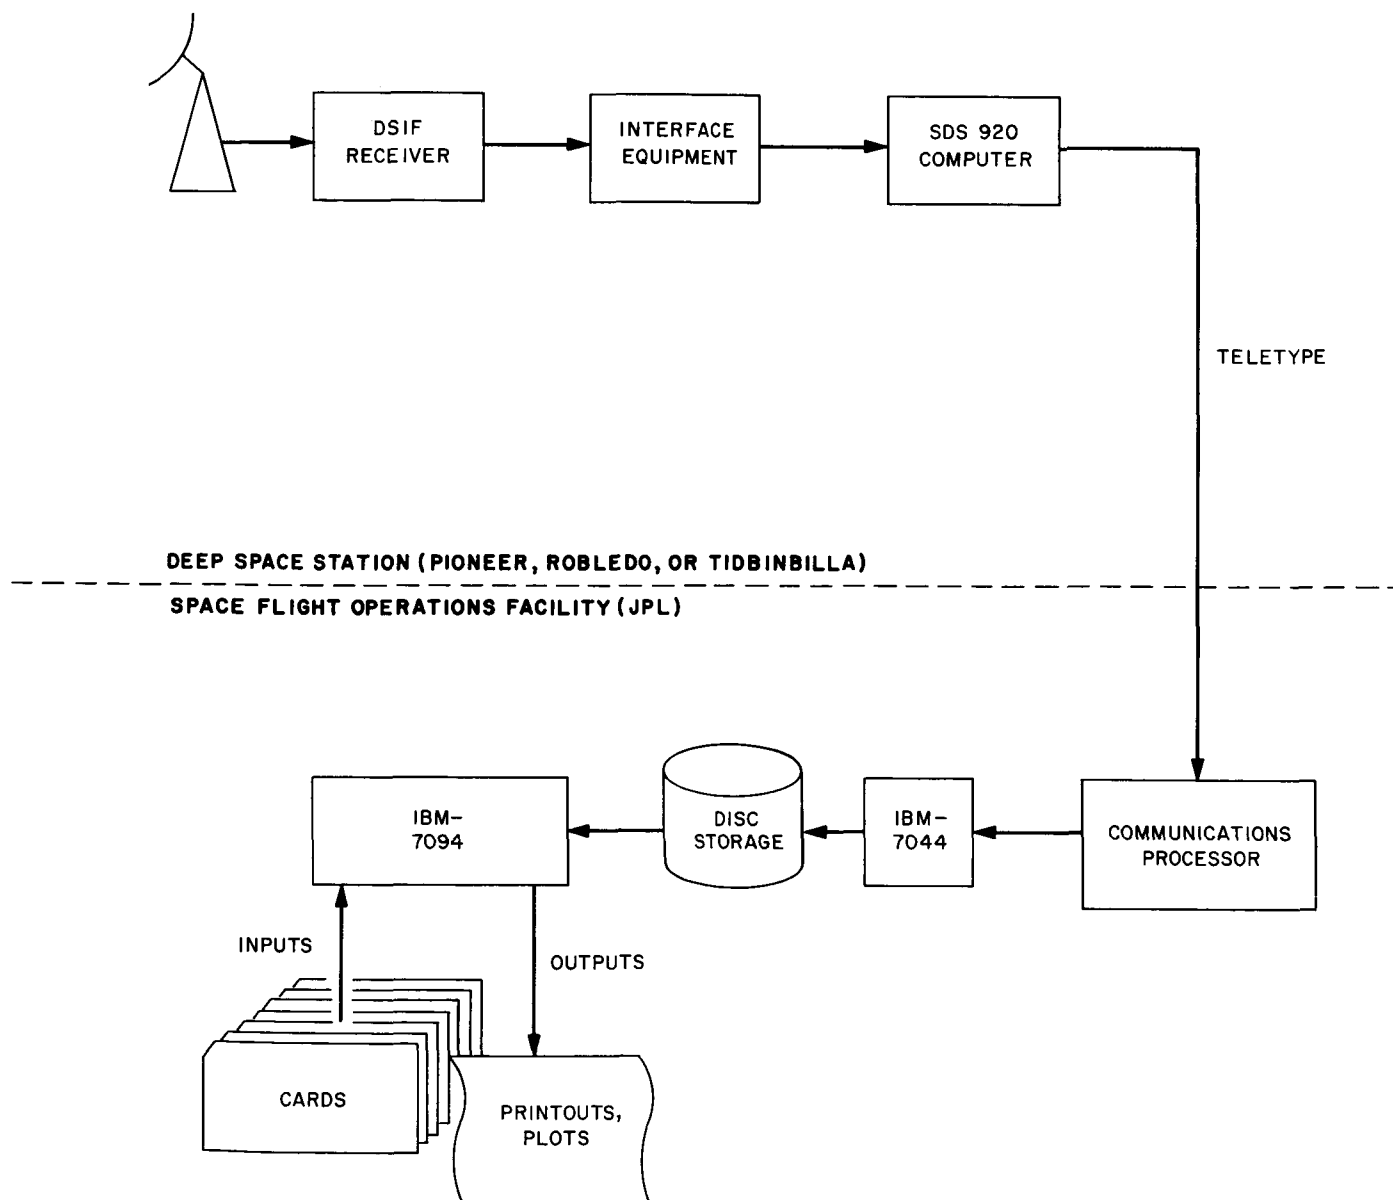 DSIF
RECEIVER
INTERFACE
EQUIPMENT
SDS 920
COMPUTER
TELETYPE
DEEP SPACE STATION (PIONEER, ROBLEDO, OR TIDBINBILLA)
SPACE FLIGHT OPERATIONS FACILITY (JPL)
IBM-
7094
DISC
STORAGE
IBM-
7044
COMMUNICATIONS
PROCESSOR
INPUTS
OUTPUTS
CARDS
PRINTOUTS,
PLOTS